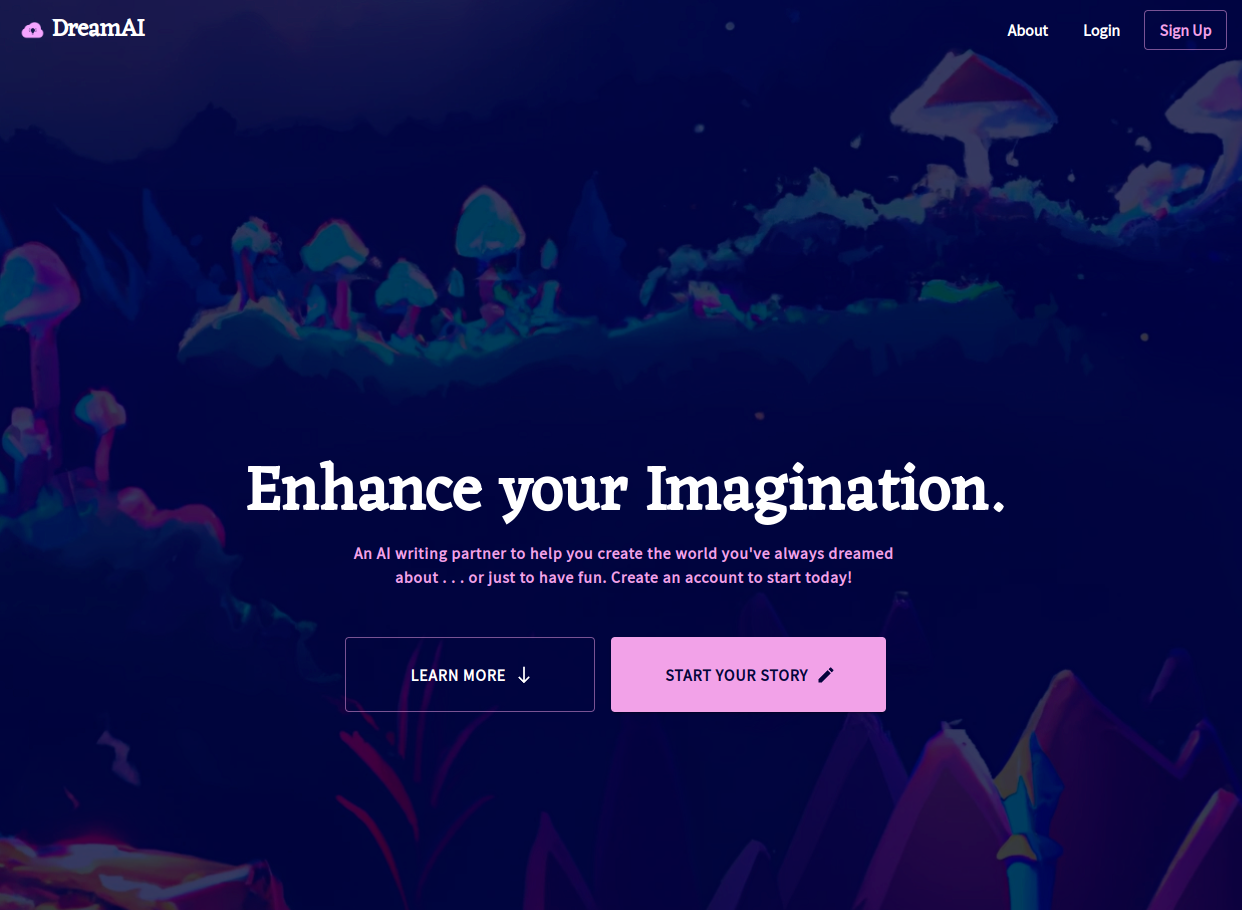 DreamAI
About
Login
Sign Up
Enhance your Imagination.
An AI writing partner to help you create the world you've always dreamed
about . . . or just to have fun. Create an account to start today!
LEARN MORE
START YOUR STORY